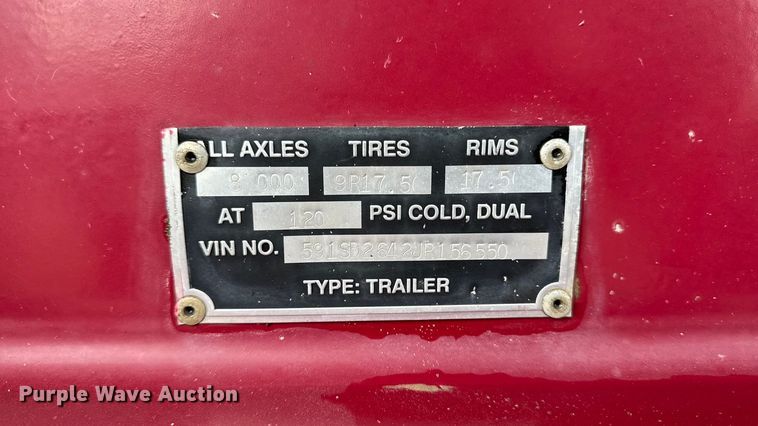 ALL AXLES TIRES RIMS
8 000 9R17.5( 17.5(
AT 120 PSI COLD, DUAL
VIN NO.
TYPE: TRAILER
Purple Wave Auction